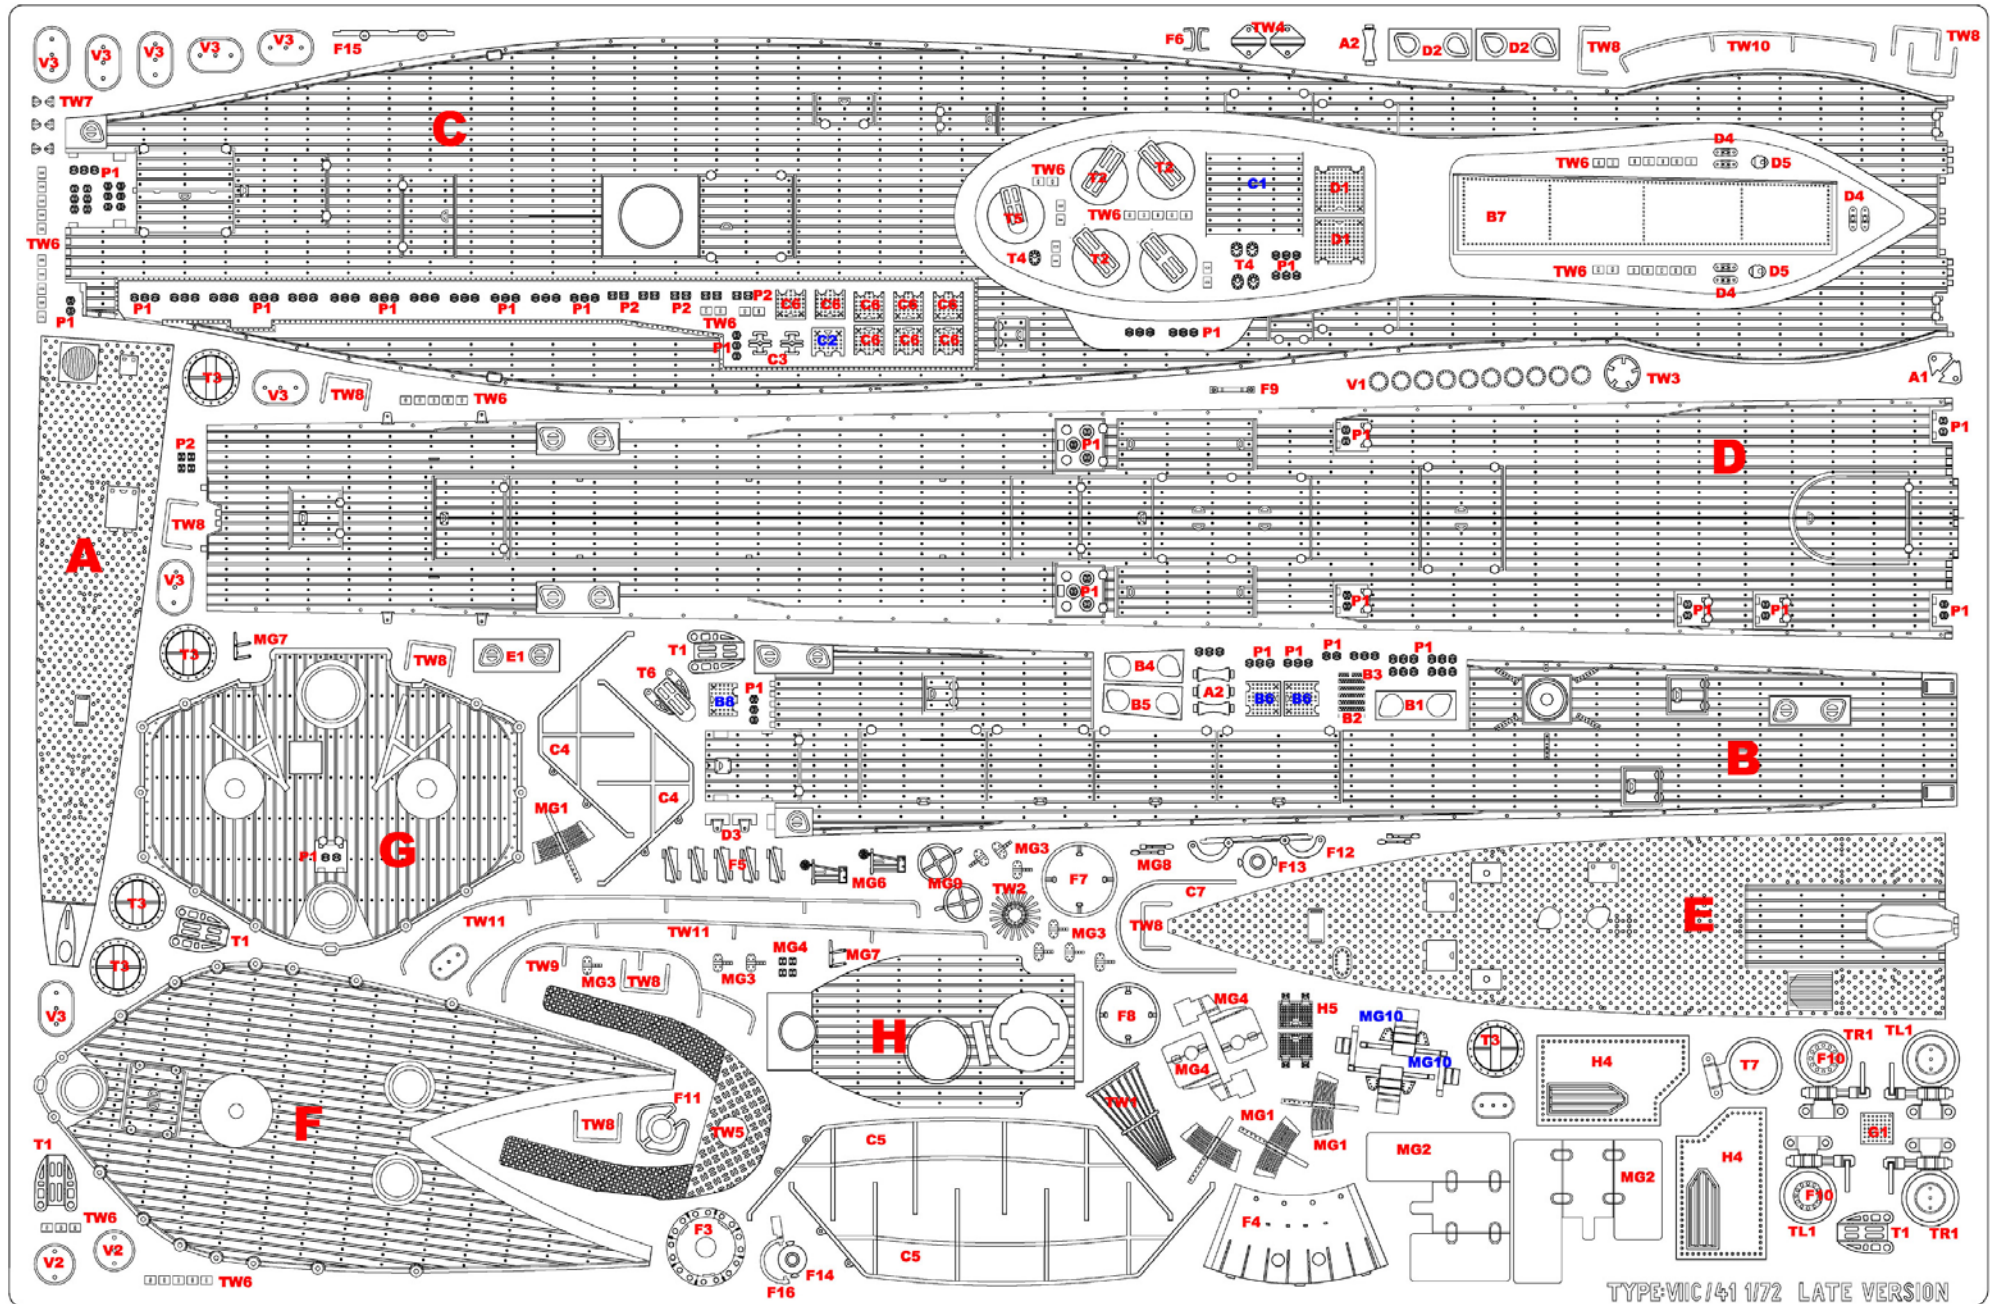 V3
V3
V3
V3
V3
F15
F6
TW4
A2
D2
D2
TW8
TW10
TW8
TW7
C
P1
TW6
T2
T2
C1
D1
TW6
D4
D5
D4
T5
TW6
B7
TW6
T4
T2
T4
P1
D1
TW6
D5
D4
P1
P1
P1
P1
P1
P1
P2
P2
P2
C6
C6
C6
C6
C6
TW6
P1
C3
C2
C6
C6
C6
P1
T3
V3
TW8
TW6
F9
V1
TW3
A1
P2
P1
P1
D
P1
TW8
A
V3
P1
P1
P1
P1
P1
T3
MG7
TW8
E1
T1
T6
B8
P1
B4
B5
A2
P1
P1
P1
P1
B6
B6
B3
B2
B1
C4
C4
B
MG1
D3
G
P1
F5
MG6
MG9
MG3
F7
MG8
F12
F13
T3
T1
T3
TW11
TW11
TW2
MG3
C7
TW8
E
TW9
MG3
TW8
MG3
MG4
MG7
V3
H
F8
MG4
MG4
H5
MG10
MG10
T3
H4
T7
TR1
TL1
F10
F
F11
TW8
TW5
TW1
MG1
MG1
G1
T1
C5
MG2
MG2
H4
F10
TL1
T1
TR1
TW6
V2
V2
TW6
F3
C5
F14
F16
F4
TYPE:VIIC/41 1/72 LATE VERSION